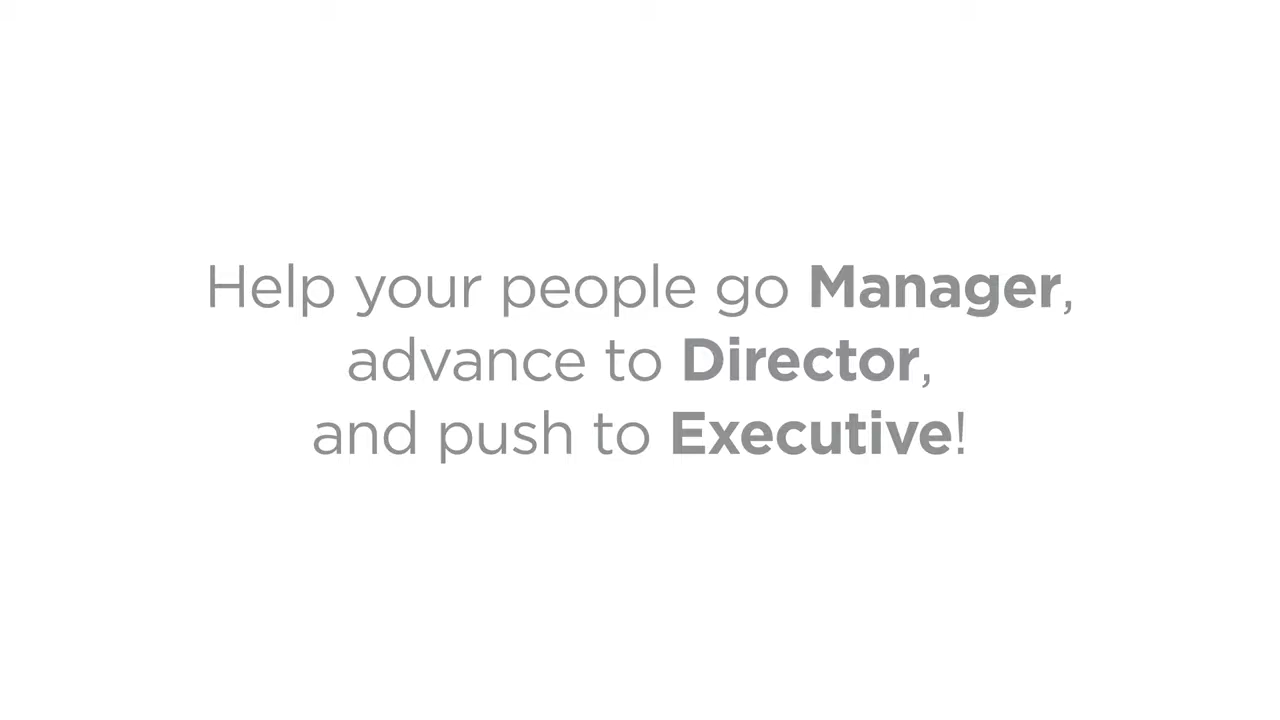 Help your people go Manager,
advance to Director,
and push to Executive!